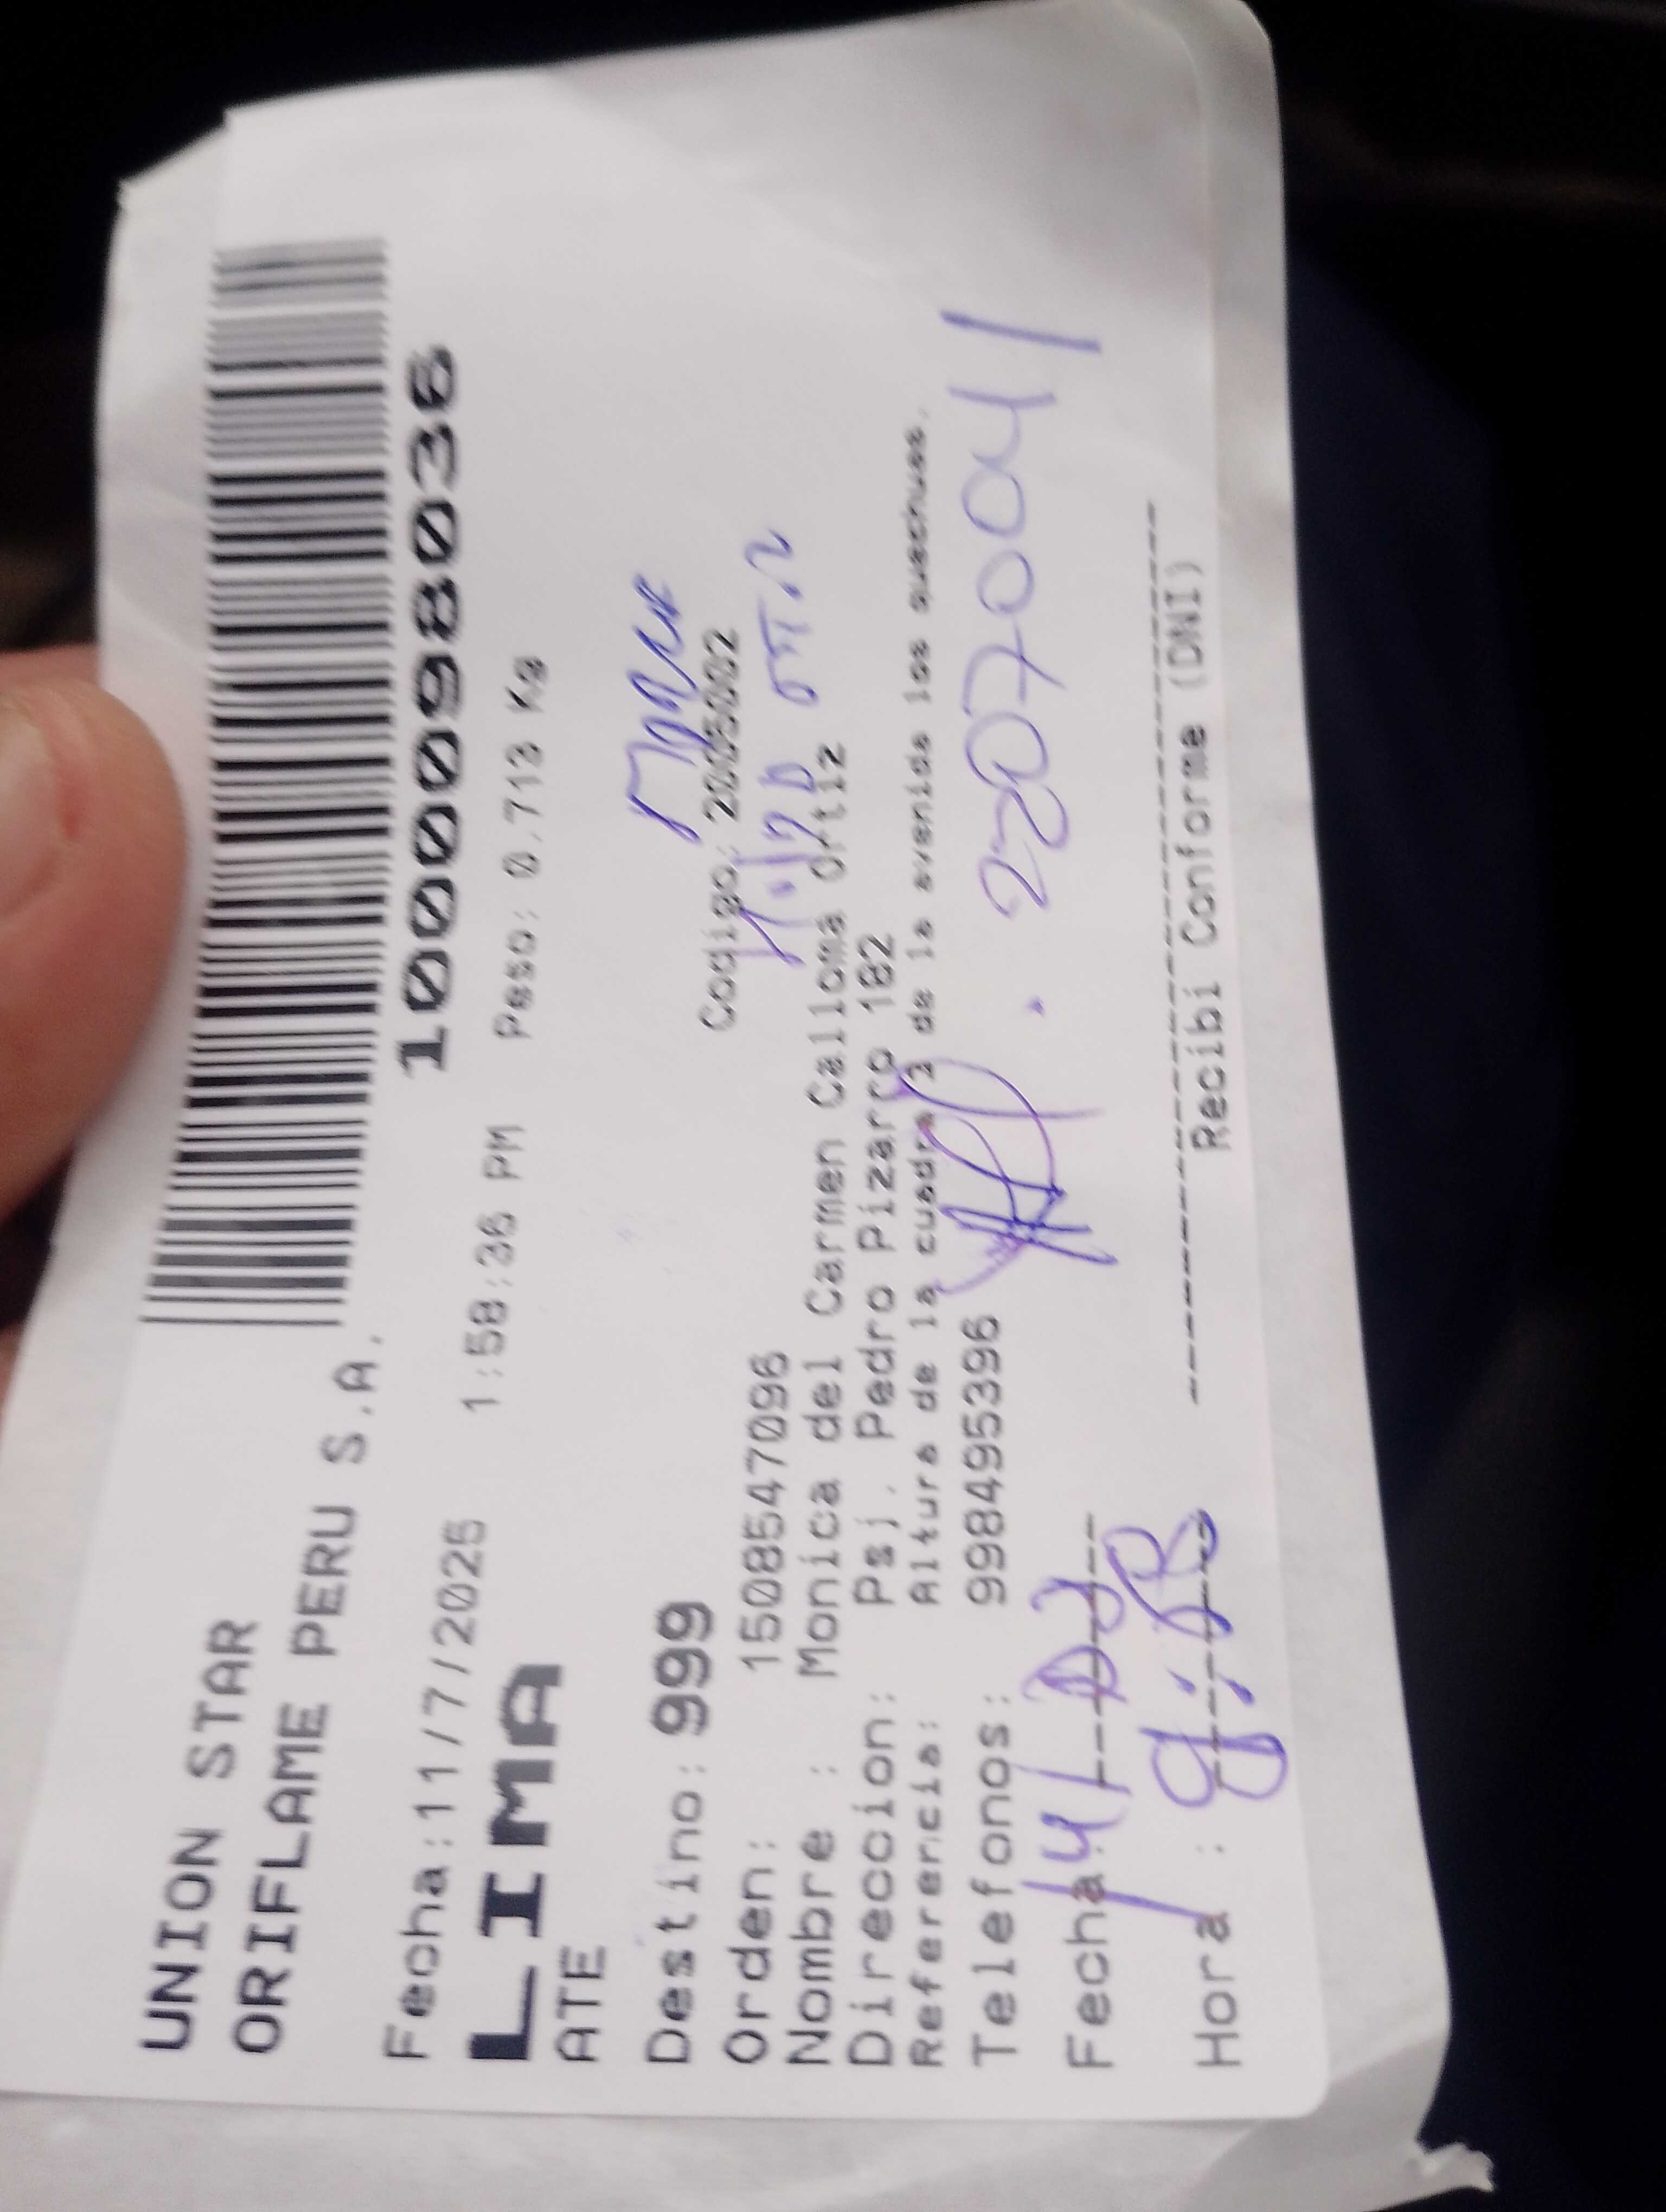 UNION STAR
ORIFLAME PERU S.A.
1000098036
Fecha:11/7/2025 1:58:36 PM Peso: 0.713 Kg
LIMA
ATE
Destino: 999
Codigo: 2005002
Orden: 1508547096
Nombre : Monica del Carmen Calloma Ortiz
Direccion: Psj. Pedro Pizarro 182
Referencia: Altura de la cuadra 3 de la avenida los quechuas.
Telefonos: 998495396
28070041
Fecha:
Hora :
Recibi Conforme (DNI)